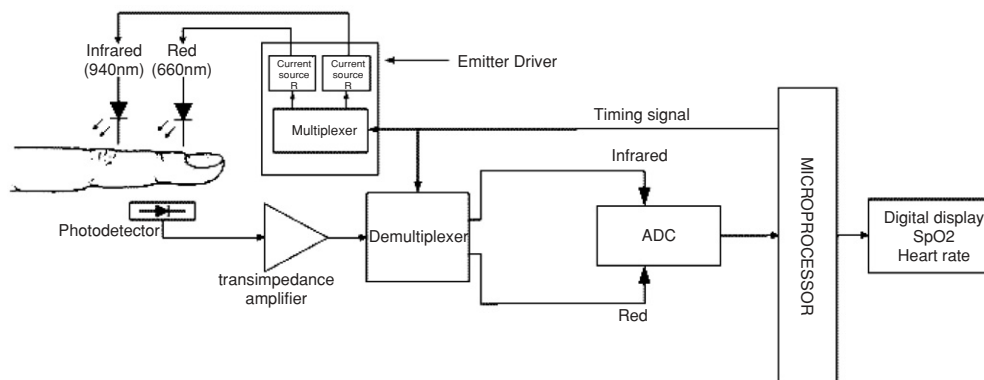 Infrared
(940nm)
Red
(660nm)
Current
source
R
Current
source
R
Multiplexer
Emitter Driver
Timing signal
Infrared
Photodetector
transimpedance
amplifier
Demultiplexer
ADC
Red
MICROPROCESSOR
Digital display
SpO2
Heart rate